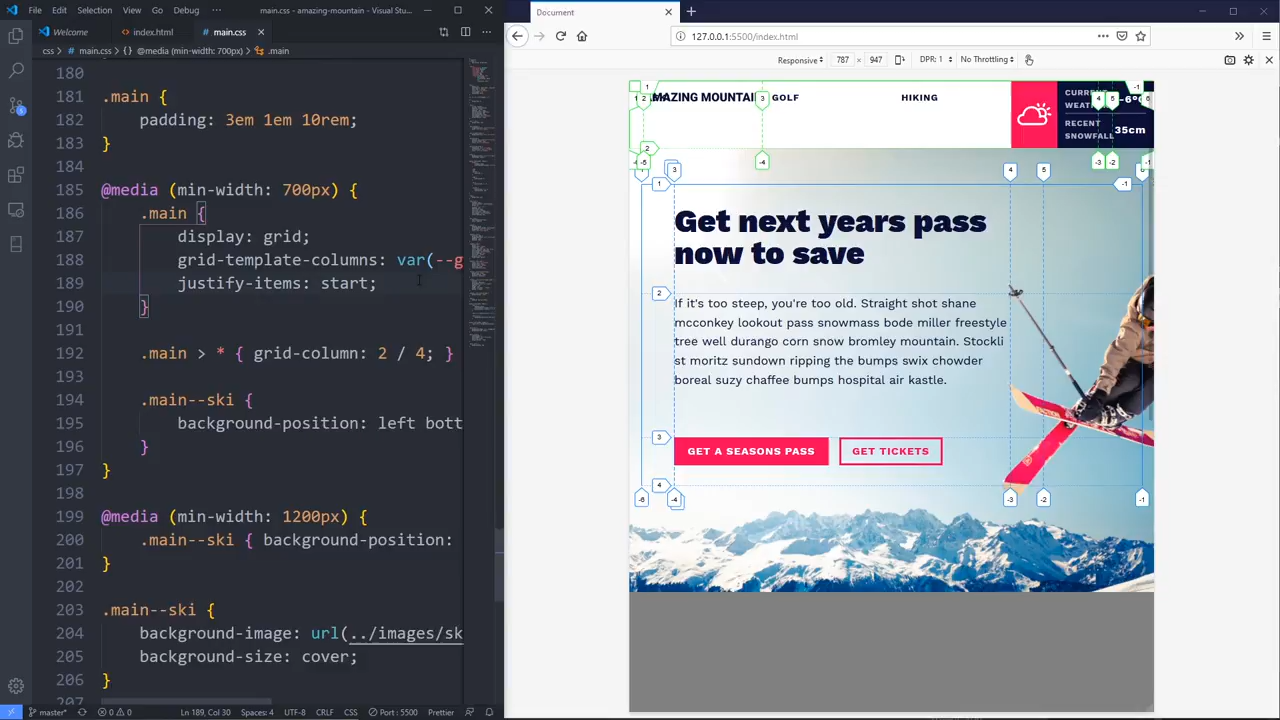 File Edit Selection View Go Debug ··· main.css - amazing-mountain - Visual Stu...
Welcome index.html main.css
css > main.css > {} @media (min-width: 700px) > .main
180
.main {
padding: 3em 1em 10rem;
183 }
184
185 @media (min-width: 700px) {
186 .main {
187 display: grid;
188 grid-template-columns: var(--g
189 justify-items: start;
190 }
191
192 .main > * { grid-column: 2 / 4; }
193
194 .main--ski {
195 background-position: left bott
196 }
197 }
198
199 @media (min-width: 1200px) {
200 .main--ski { background-position:
201 }
202
203 .main--ski {
204 background-image: url(../images/sk
205 background-size: cover;
206 }
207
master* 0 0 Ln 189, Col 30 Spaces: 4 UTF-8 CRLF CSS Port : 5500 Prettier
Document
127.0.0.1:5500/index.html
Responsive 787 × 947 DPR: 1 No Throttling
AMAZING MOUNTAIN GOLF HIKING
CURRENT WEATHER -6°
RECENT SNOWFALL 35cm
Get next years pass
now to save
If it's too steep, you're too old. Straight shot shane
mcconkey lookout pass snowmass bode miller freestyle
tree well durango corn snow bromley mountain. Stockli
st moritz sundown ripping the bumps swix chowder
boreal suzy chaffee bumps hospital air kastle.
GET A SEASONS PASS GET TICKETS